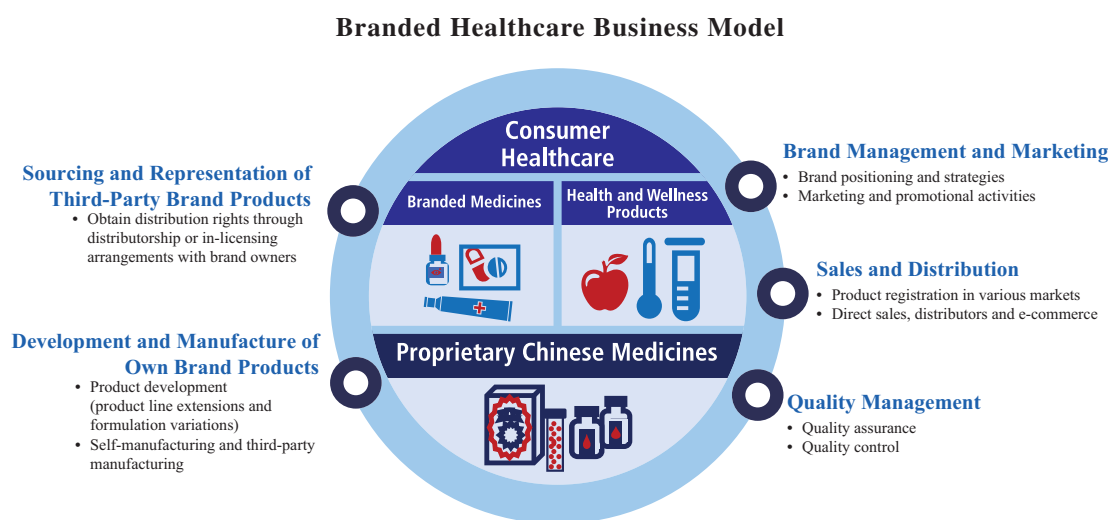 Branded Healthcare Business Model
Consumer
Healthcare
Branded Medicines
Health and Wellness
Products
Proprietary Chinese Medicines
Sourcing and Representation of
Third-Party Brand Products
• Obtain distribution rights through
distributorship or in-licensing
arrangements with brand owners
Development and Manufacture of
Own Brand Products
• Product development
(product line extensions and
formulation variations)
• Self-manufacturing and third-party
manufacturing
Brand Management and Marketing
• Brand positioning and strategies
• Marketing and promotional activities
Sales and Distribution
• Product registration in various markets
• Direct sales, distributors and e-commerce
Quality Management
• Quality assurance
• Quality control